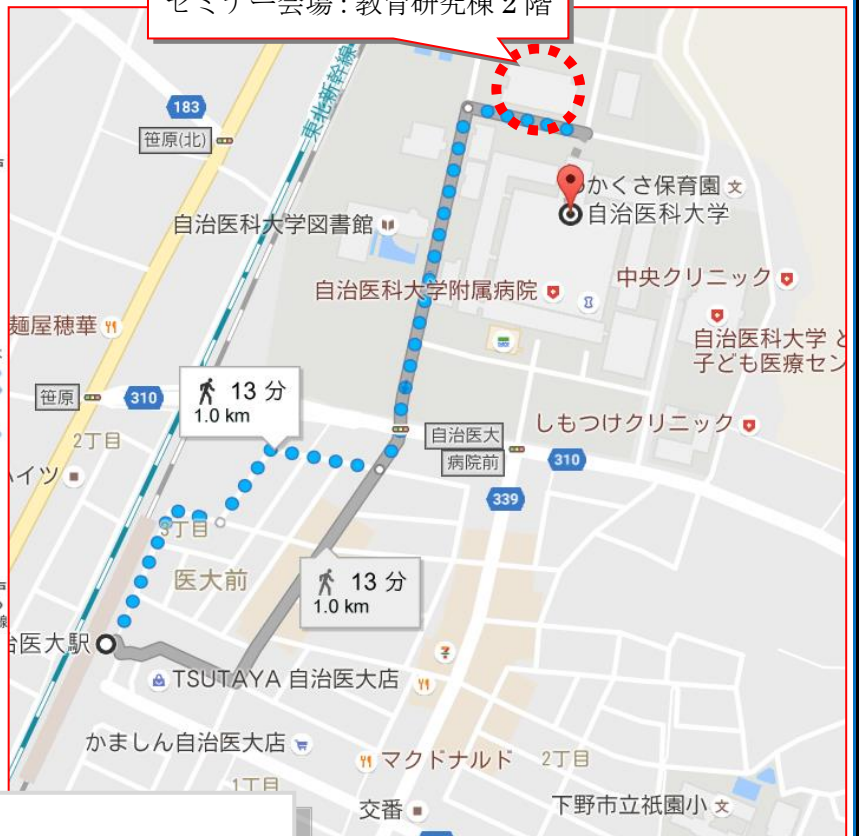 セミナー会場：教育研究棟 2 階
東北新幹線
183
笹原(北)
わかくさ保育園
自治医科大学
自治医科大学図書館
自治医科大学附属病院
中央クリニック
麺屋穂華
自治医科大学 と
子ども医療セン
13 分
1.0 km
笹原
310
2丁目
しもつけクリニック
自治医大
病院前
310
ハイツ
339
3丁目
医大前
13 分
1.0 km
治医大駅
TSUTAYA 自治医大店
かましん自治医大店
マクドナルド
2丁目
1丁目
交番
下野市立祇園小